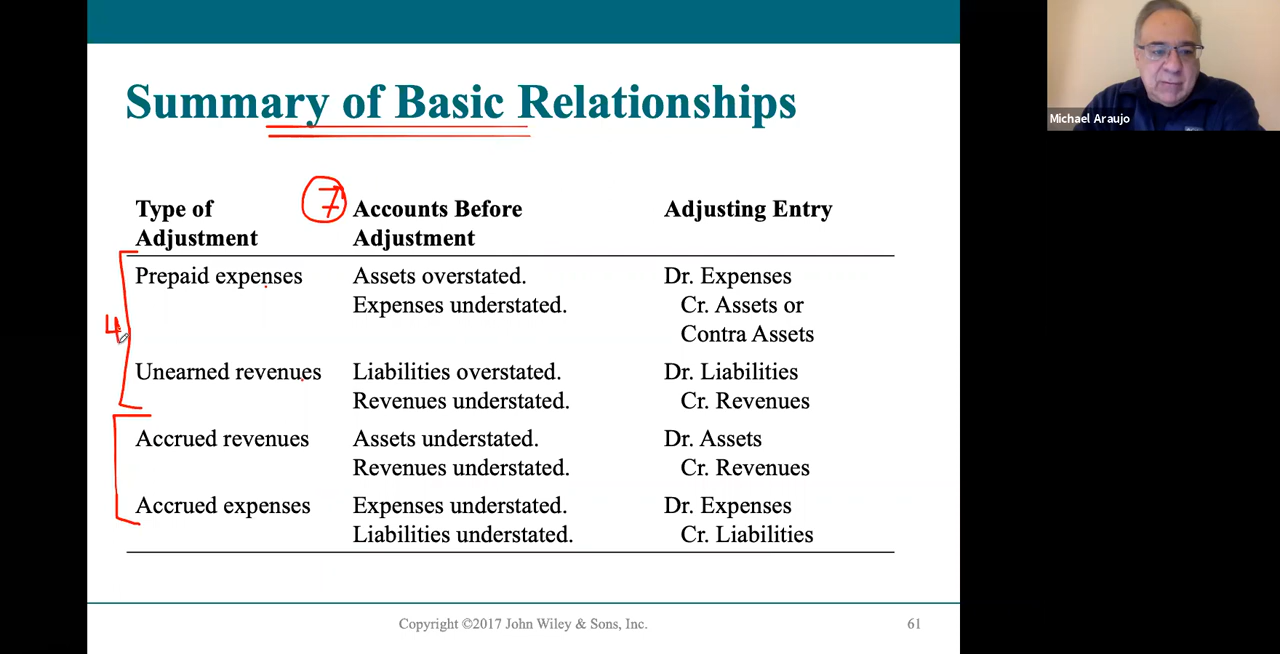 Summary of Basic Relationships
Michael Araujo
7
Type of Adjustment
Accounts Before Adjustment
Adjusting Entry
Prepaid expenses
Assets overstated.
Dr. Expenses
Expenses understated.
Cr. Assets or
Contra Assets
4
Unearned revenues
Liabilities overstated.
Dr. Liabilities
Revenues understated.
Cr. Revenues
Accrued revenues
Assets understated.
Dr. Assets
Revenues understated.
Cr. Revenues
Accrued expenses
Expenses understated.
Dr. Expenses
Liabilities understated.
Cr. Liabilities
Copyright ©2017 John Wiley & Sons, Inc.
61